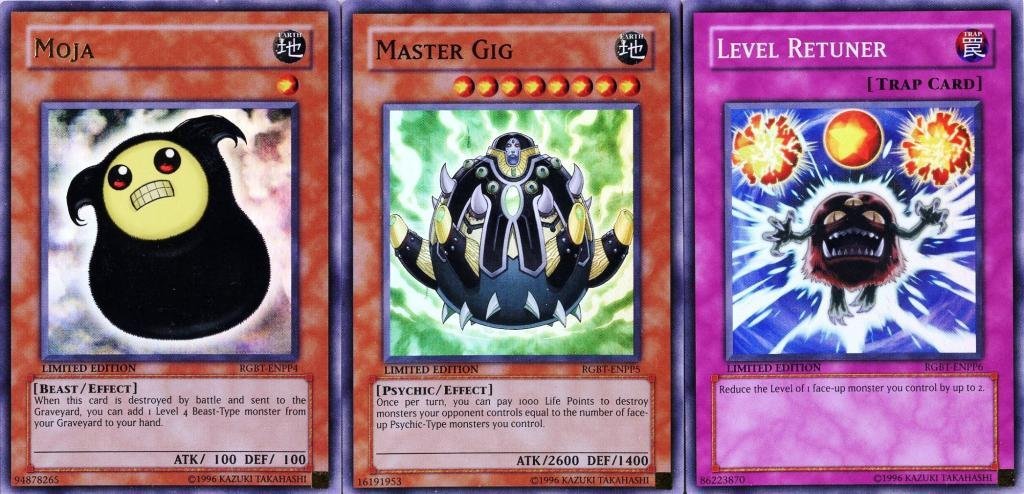 MOJA
EARTH
地
LIMITED EDITION RGBT-ENPP4
[BEAST/EFFECT]
When this card is destroyed by battle and sent to the
Graveyard, you can add 1 Level 4 Beast-Type monster from
your Graveyard to your hand.
ATK/ 100 DEF/ 100
94878265 ©1996 KAZUKI TAKAHASHI
MASTER GIG
EARTH
地
LIMITED EDITION RGBT-ENPP5
[PSYCHIC/EFFECT]
Once per turn, you can pay 1000 Life Points to destroy
monsters your opponent controls equal to the number of face-
up Psychic-Type monsters you control.
ATK/2600 DEF/1400
16191953 ©1996 KAZUKI TAKAHASHI
LEVEL RETUNER
TRAP
罠
[TRAP CARD]
LIMITED EDITION RGBT-ENPP6
Reduce the Level of 1 face-up monster you control by up to 2.
86223870 ©1996 KAZUKI TAKAHASHI